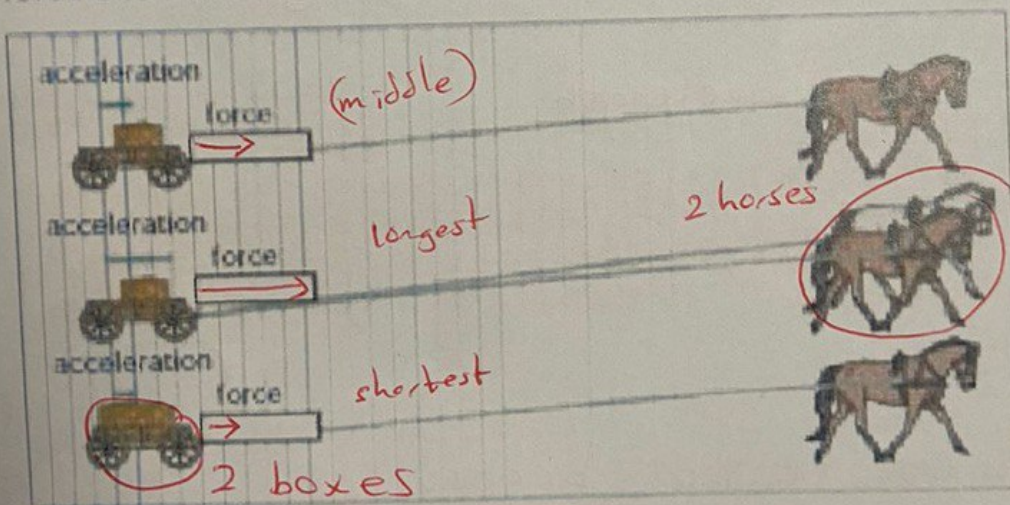 acceleration
force
(middle)
acceleration
force
longest
2 horses
acceleration
force
shortest
2 boxes